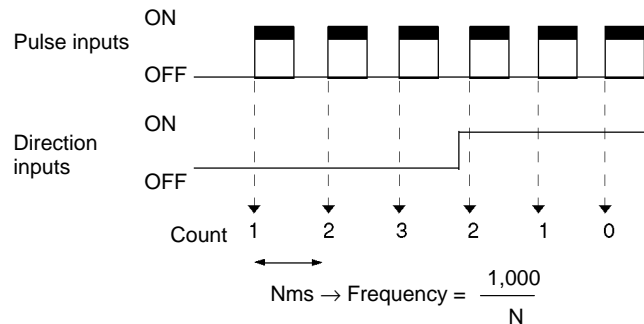 ON
Pulse inputs
OFF
ON
Direction inputs
OFF
Count 1 2 3 2 1 0
Nms → Frequency = 1,000
N